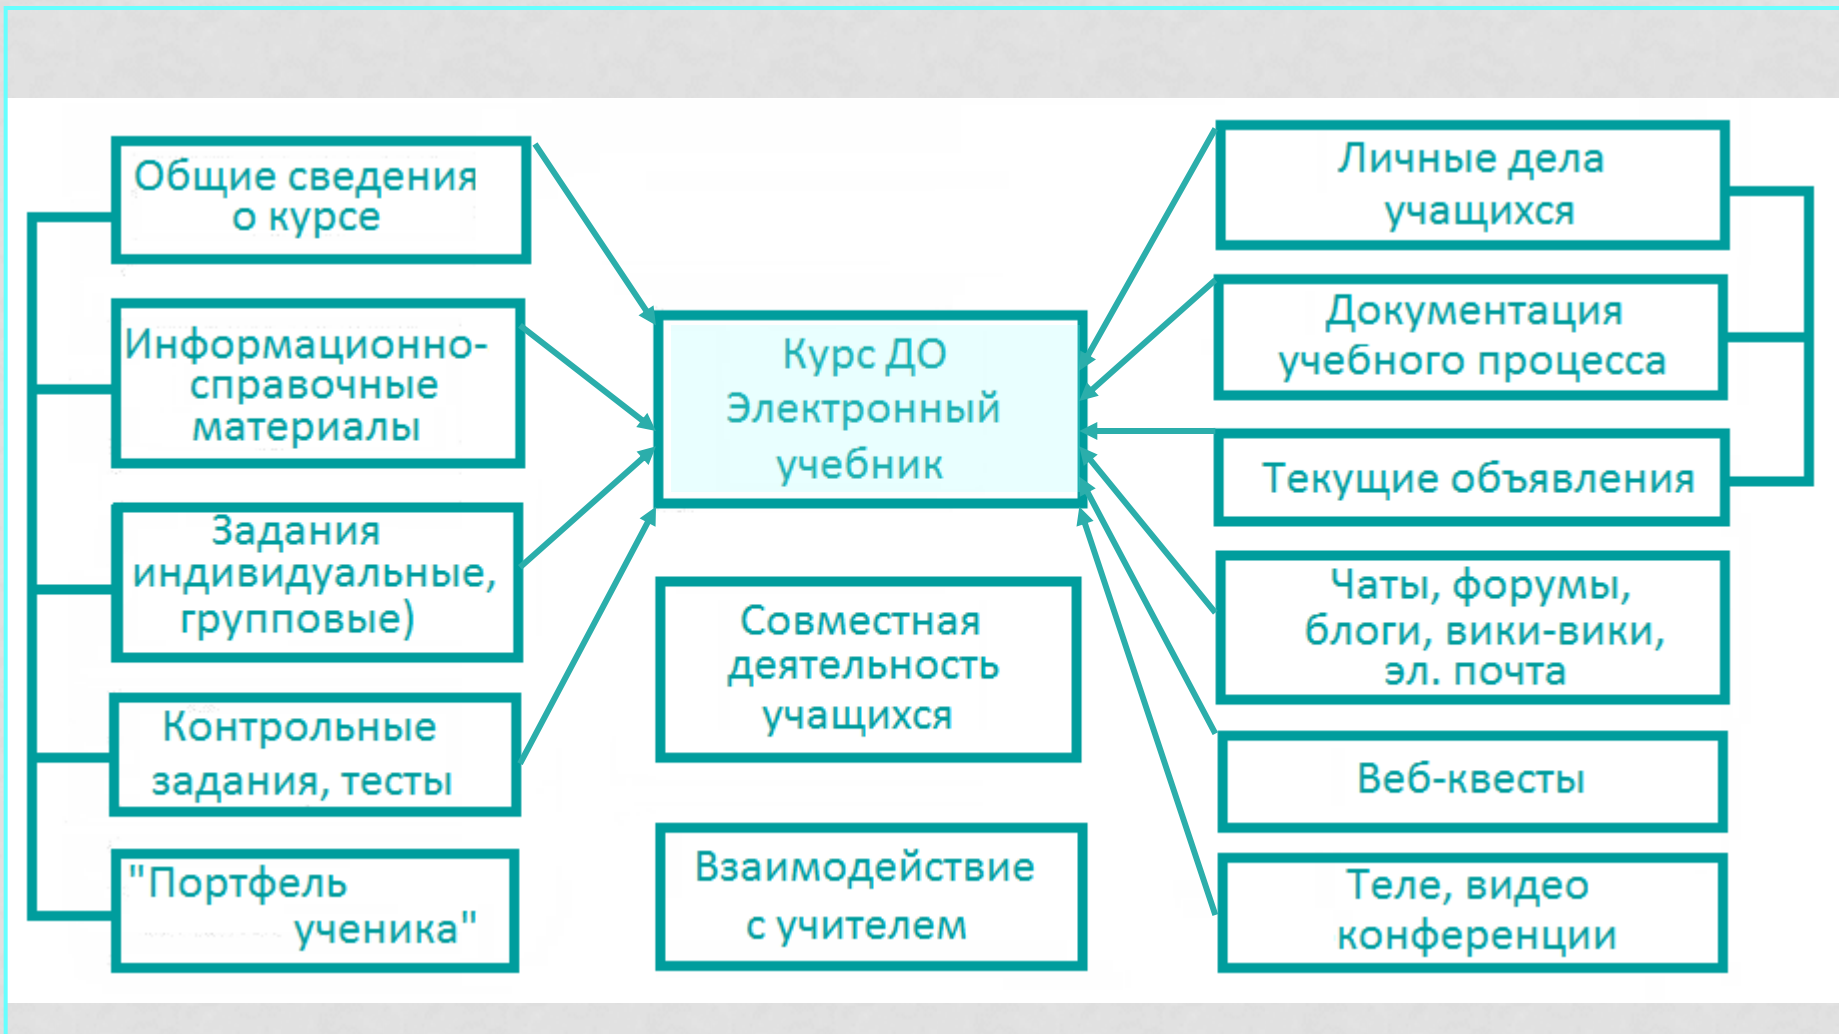 Общие сведения
о курсе
Информационно-
справочные
материалы
Задания
индивидуальные,
групповые)
Контрольные
задания, тесты
"Портфель
ученика"
Курс ДО
Электронный
учебник
Совместная
деятельность
учащихся
Взаимодействие
с учителем
Личные дела
учащихся
Документация
учебного процесса
Текущие объявления
Чаты, форумы,
блоги, вики-вики,
эл. почта
Веб-квесты
Теле, видео
конференции